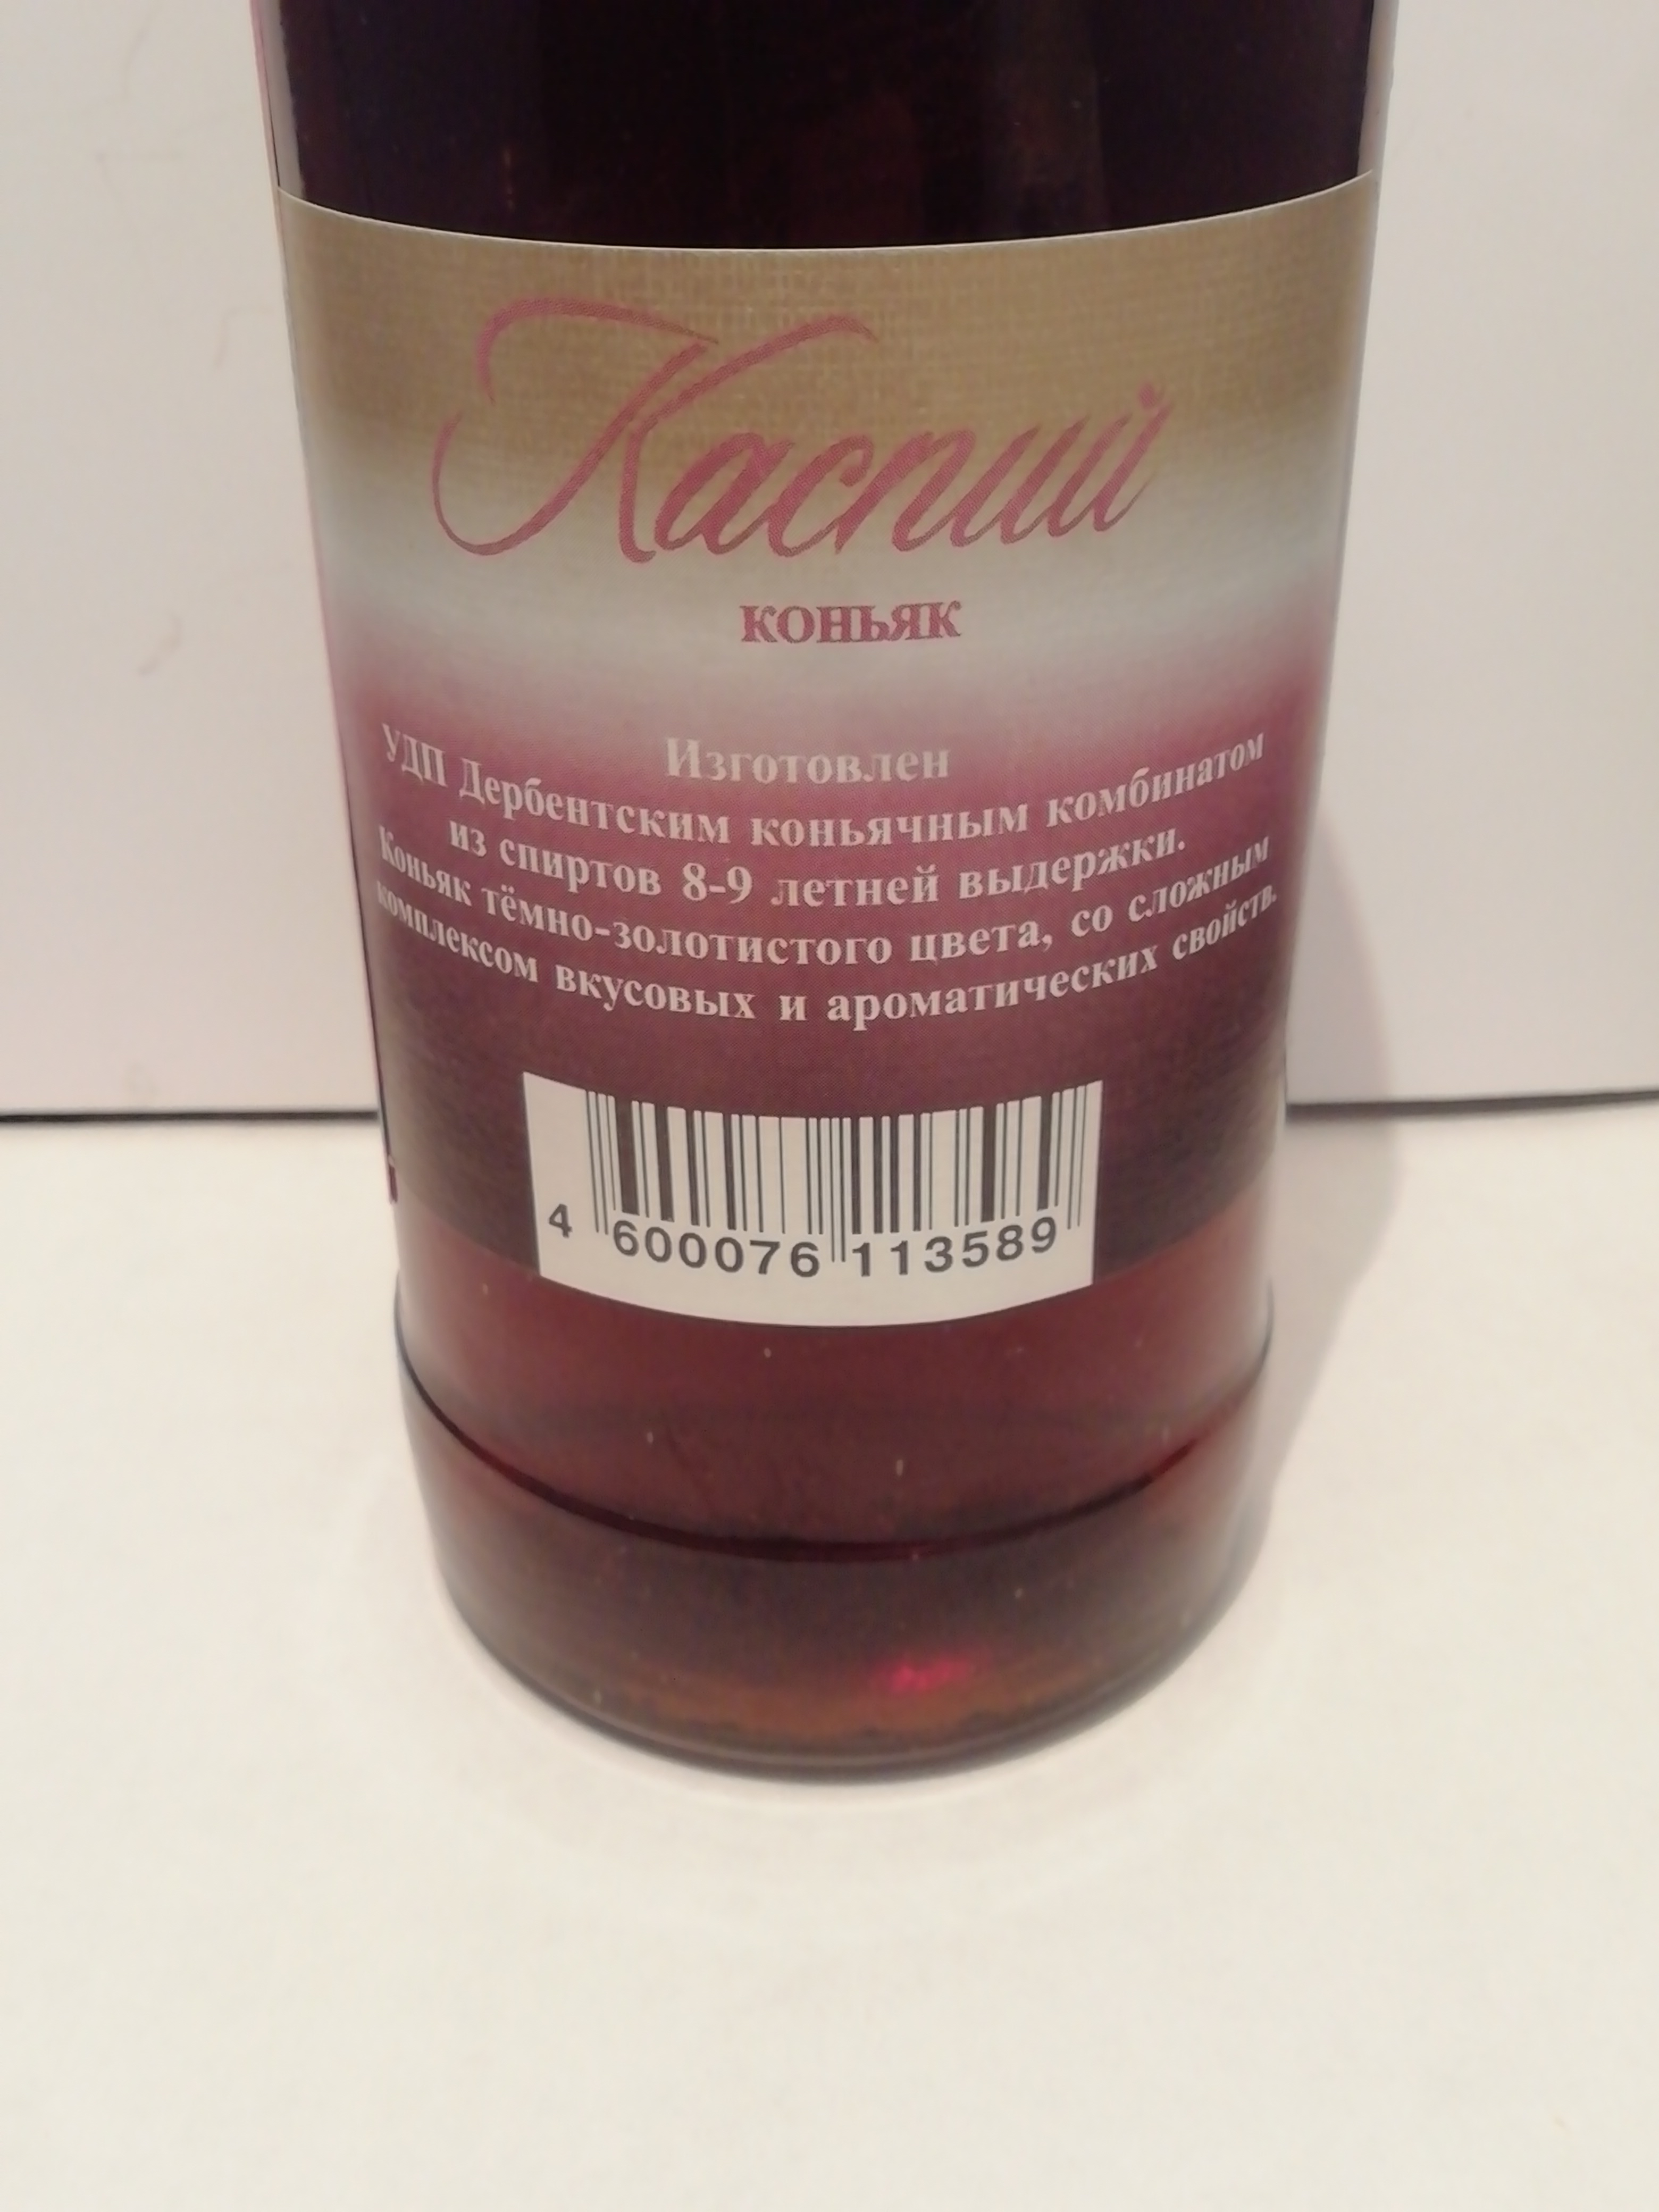 Каспий
коньяк
Изготовлен
УДП Дербентским коньячным комбинатом
из спиртов 8-9 летней выдержки.
Коньяк тёмно-золотистого цвета, со сложным
комплексом вкусовых и ароматических свойств.
4 600076 113589